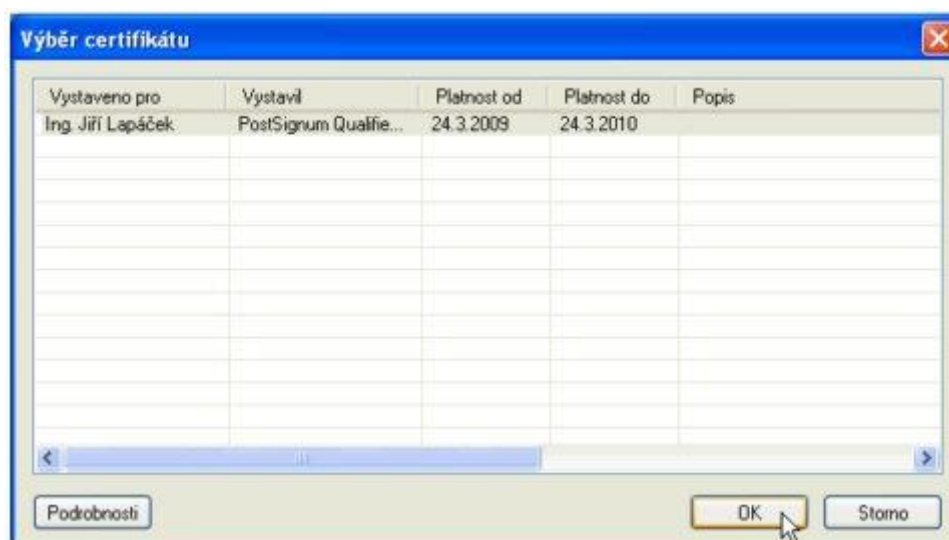 Výběr certifikátu
Vystaveno pro Vystavil Platnost od Platnost do Popis
Ing. Jiří Lapáček PostSignum Qualifie... 24.3.2009 24.3.2010
Podrobnosti OK Storno